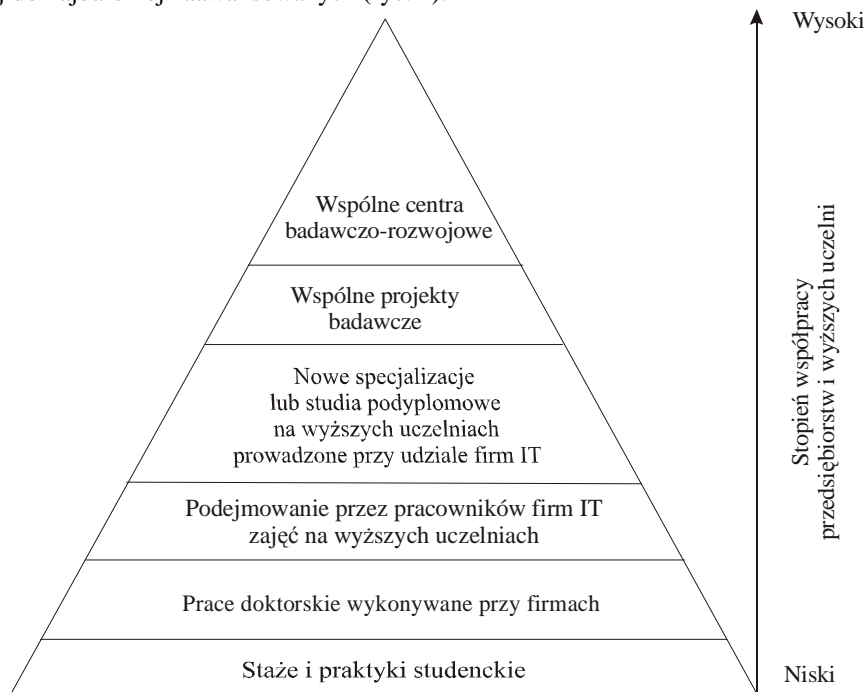 Wysoki
Wspólne centra
badawczo-rozwojowe
Wspólne projekty
badawcze
Nowe specjalizacje
lub studia podyplomowe
na wyższych uczelniach
prowadzone przy udziale firm IT
Podejmowanie przez pracowników firm IT
zajęć na wyższych uczelniach
Prace doktorskie wykonywane przy firmach
Staże i praktyki studenckie
Stopień współpracy
przedsiębiorstw i wyższych uczelni
Niski